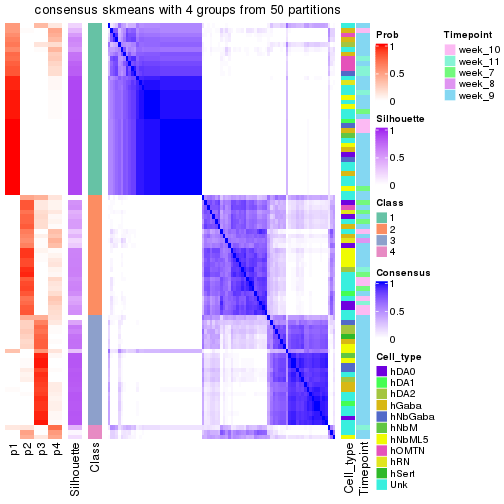 consensus skmeans with 4 groups from 50 partitions
p1
p2
p3
p4
Silhouette
Class
Cell_type
Timepoint
Prob
1
0.5
0
Silhouette
1
0.5
0
Class
1
2
3
4
Consensus
1
0.5
0
Cell_type
hDA0
hDA1
hDA2
hGaba
hNbGaba
hNbM
hNbML5
hOMTN
hRN
hSert
Unk
Timepoint
week_10
week_11
week_7
week_8
week_9